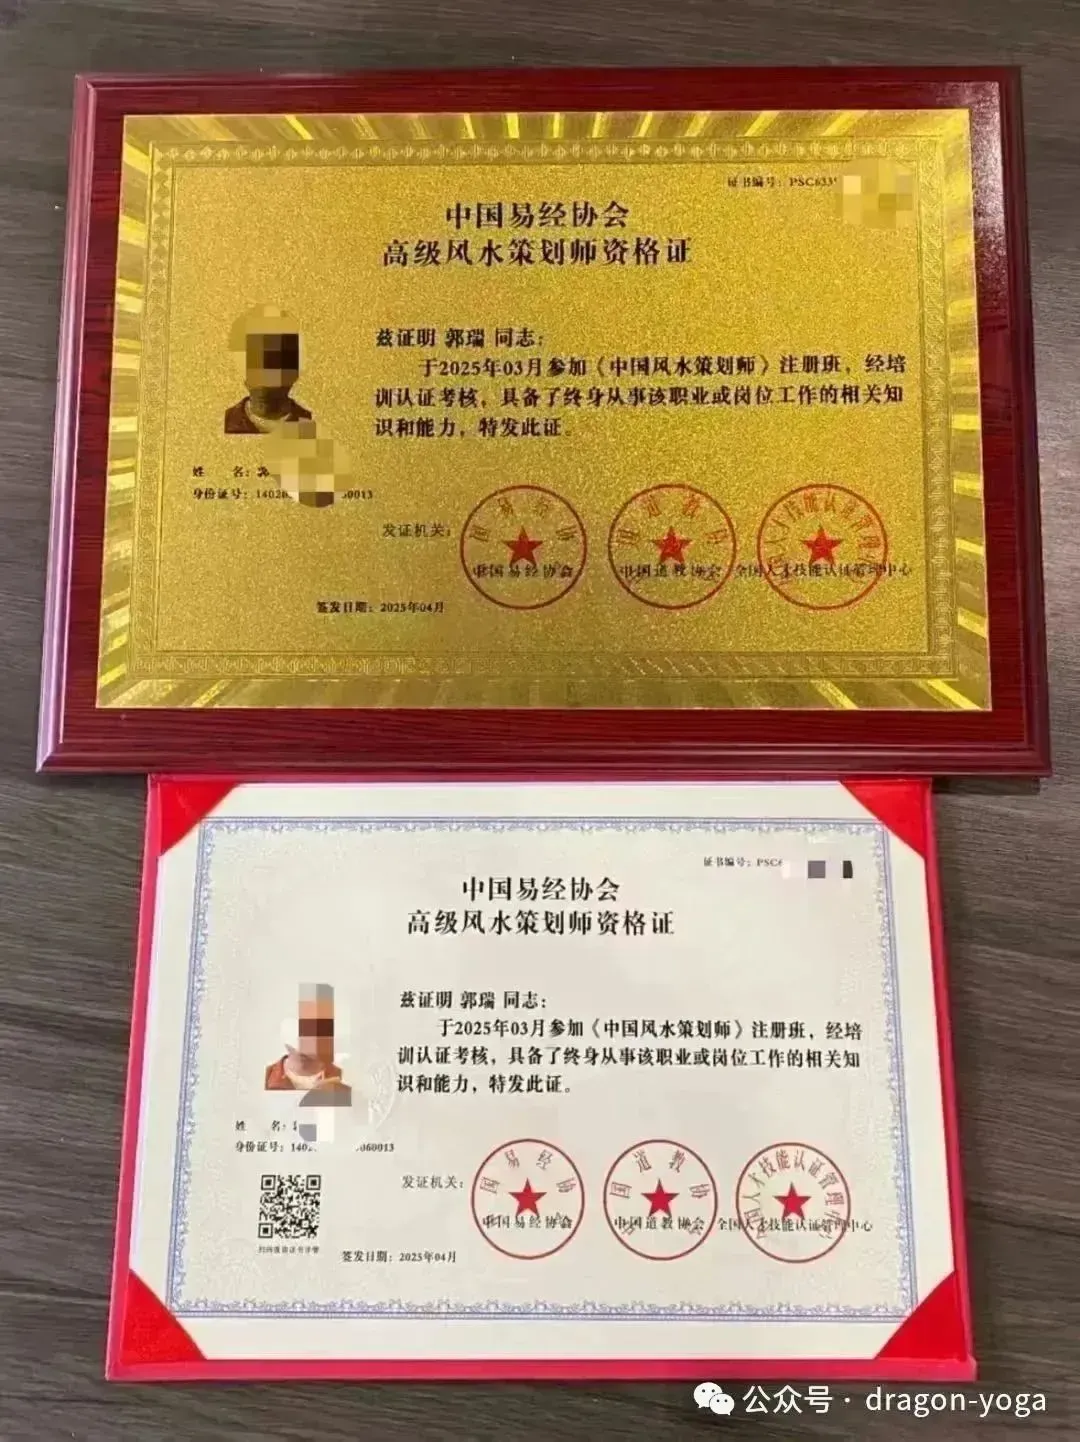 证书编号：PSC633
中国易经协会
高级风水策划师资格证
兹证明 郭瑞 同志：
于2025年03月参加《中国风水策划师》注册班，经培
训认证考核，具备了终身从事该职业或岗位工作的相关知
识和能力，特发此证。
姓 名：
身份证号：14020 60013
发证机关：
中国易经协会 中国道教协会 全国人才技能认证管理中心
签发日期：2025年04月
证书编号：PSC6
中国易经协会
高级风水策划师资格证
兹证明 郭瑞 同志：
于2025年03月参加《中国风水策划师》注册班，经培
训认证考核，具备了终身从事该职业或岗位工作的相关知
识和能力，特发此证。
姓 名：
身份证号：1402 060013
发证机关：
中国易经协会 中国道教协会 全国人才技能认证管理中心
签发日期：2025年04月
公众号 · dragon-yoga